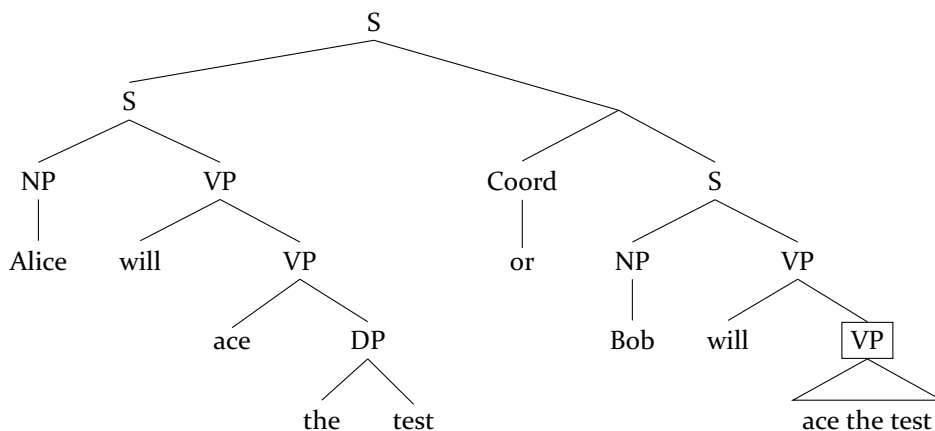 S
S
NP VP Coord S
Alice will VP or NP VP
ace DP Bob will VP
the test ace the test